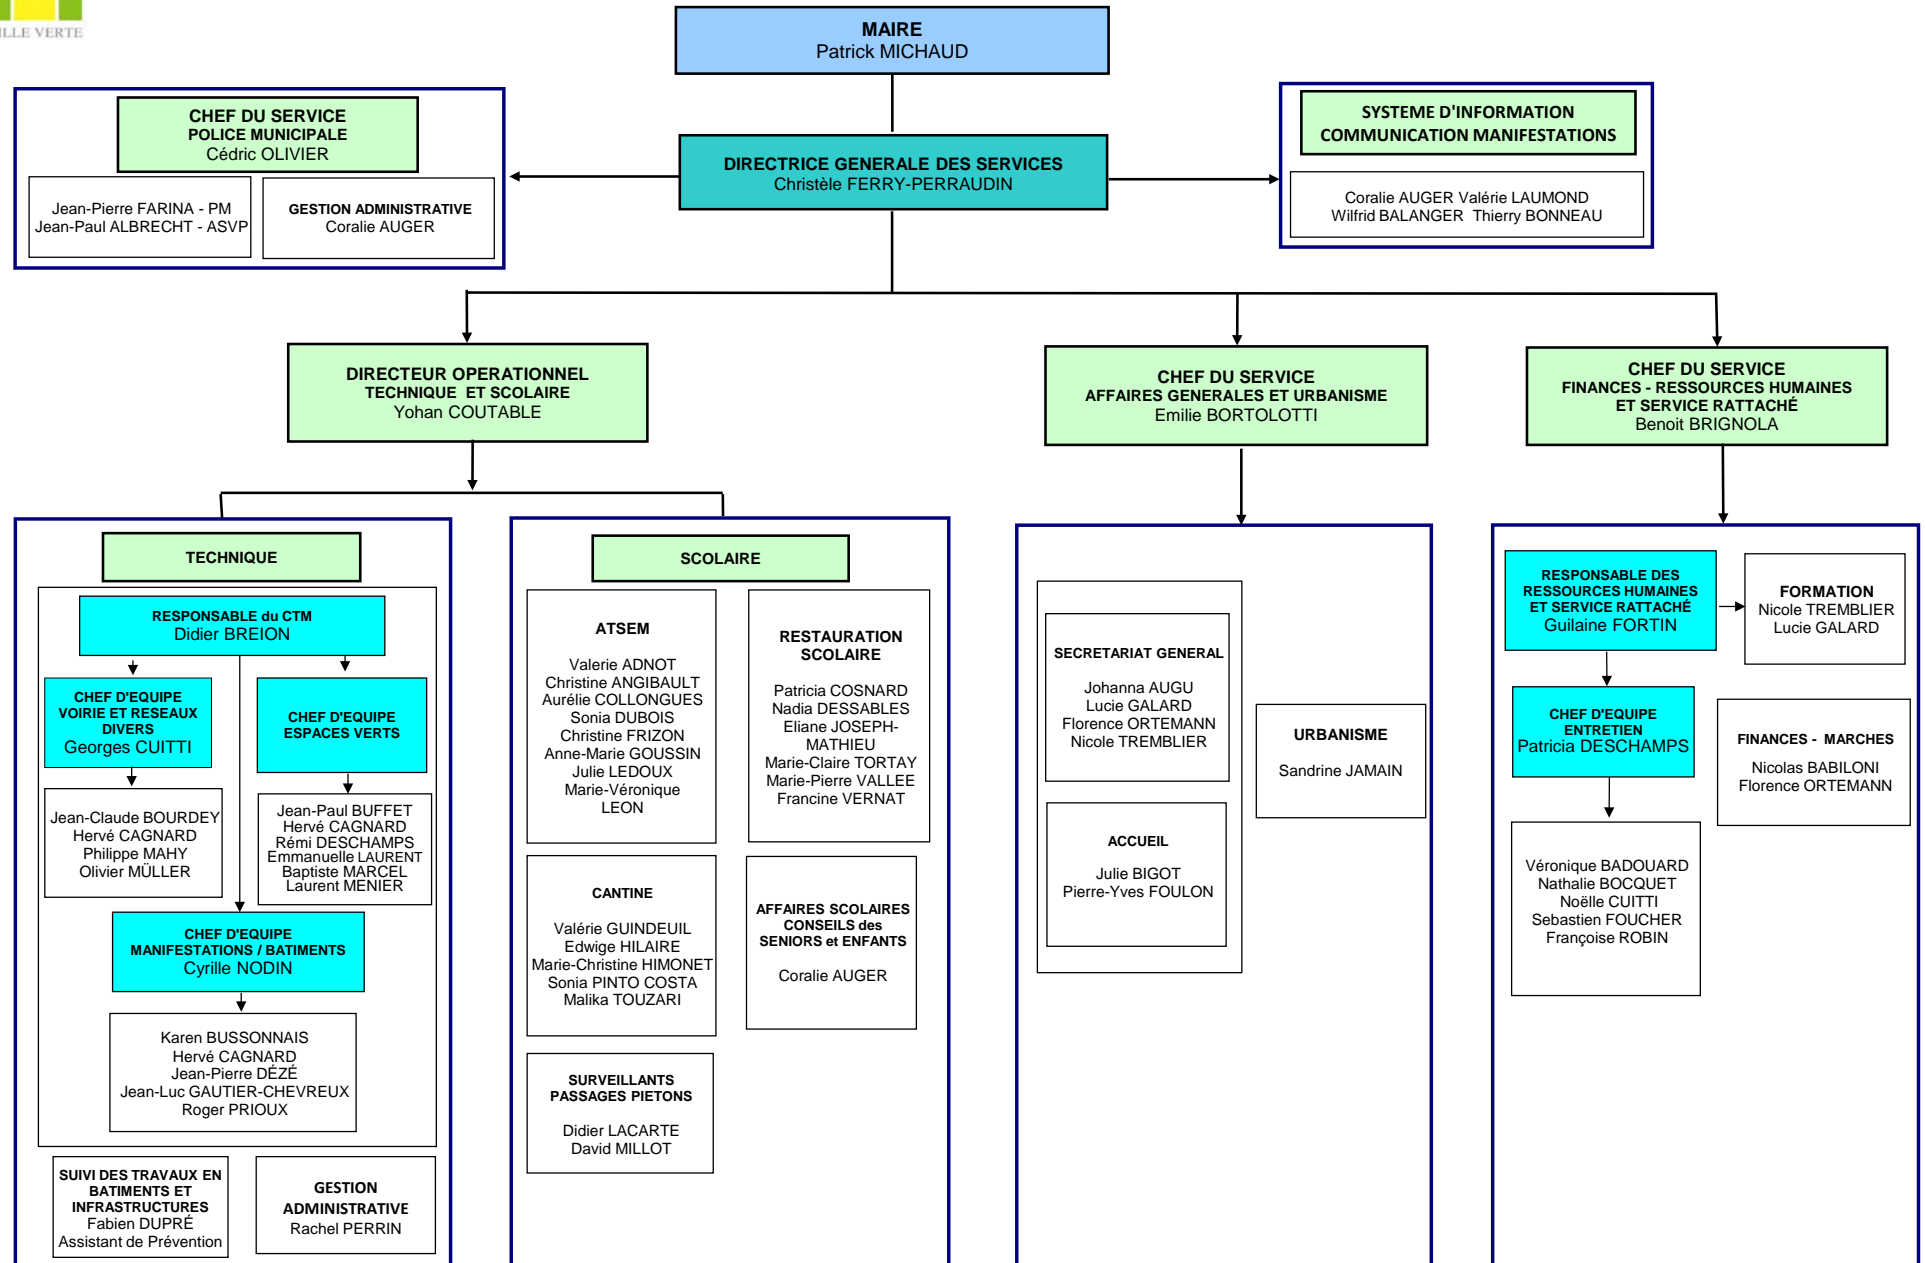 VILLE VERTE
MAIRE
Patrick MICHAUD
CHEF DU SERVICE
POLICE MUNICIPALE
Cédric OLIVIER
Jean-Pierre FARINA - PM
Jean-Paul ALBRECHT - ASVP
GESTION ADMINISTRATIVE
Coralie AUGER
DIRECTRICE GENERALE DES SERVICES
Christèle FERRY-PERRAUDIN
SYSTEME D'INFORMATION
COMMUNICATION MANIFESTATIONS
Coralie AUGER Valérie LAUMOND
Wilfrid BALANGER Thierry BONNEAU
DIRECTEUR OPERATIONNEL
TECHNIQUE ET SCOLAIRE
Yohan COUTABLE
CHEF DU SERVICE
AFFAIRES GENERALES ET URBANISME
Emilie BORTOLOTTI
CHEF DU SERVICE
FINANCES - RESSOURCES HUMAINES
ET SERVICE RATTACHÉ
Benoit BRIGNOLA
TECHNIQUE
RESPONSABLE du CTM
Didier BREION
CHEF D'EQUIPE
VOIRIE ET RESEAUX
DIVERS
Georges CUITTI
CHEF D'EQUIPE
ESPACES VERTS
Jean-Claude BOURDEY
Hervé CAGNARD
Philippe MAHY
Olivier MÜLLER
Jean-Paul BUFFET
Hervé CAGNARD
Rémi DESCHAMPS
Emmanuelle LAURENT
Baptiste MARCEL
Laurent MENIER
CHEF D'EQUIPE
MANIFESTATIONS / BATIMENTS
Cyrille NODIN
Karen BUSSONNAIS
Hervé CAGNARD
Jean-Pierre DÉZÉ
Jean-Luc GAUTIER-CHEVREUX
Roger PRIOUX
SUIVI DES TRAVAUX EN
BATIMENTS ET
INFRASTRUCTURES
Fabien DUPRÉ
Assistant de Prévention
GESTION
ADMINISTRATIVE
Rachel PERRIN
SCOLAIRE
ATSEM
Valerie ADNOT
Christine ANGIBAULT
Aurélie COLLONGUES
Sonia DUBOIS
Christine FRIZON
Anne-Marie GOUSSIN
Julie LEDOUX
Marie-Véronique
LEON
RESTAURATION
SCOLAIRE
Patricia COSNARD
Nadia DESSABLES
Eliane JOSEPH-
MATHIEU
Marie-Claire TORTAY
Marie-Pierre VALLEE
Francine VERNAT
CANTINE
Valérie GUINDEUIL
Edwige HILAIRE
Marie-Christine HIMONET
Sonia PINTO COSTA
Malika TOUZARI
AFFAIRES SCOLAIRES
CONSEILS des
SENIORS et ENFANTS
Coralie AUGER
SURVEILLANTS
PASSAGES PIETONS
Didier LACARTE
David MILLOT
SECRETARIAT GENERAL
Johanna AUGU
Lucie GALARD
Florence ORTEMANN
Nicole TREMBLIER
ACCUEIL
Julie BIGOT
Pierre-Yves FOULON
URBANISME
Sandrine JAMAIN
RESPONSABLE DES
RESSOURCES HUMAINES
ET SERVICE RATTACHÉ
Guilaine FORTIN
FORMATION
Nicole TREMBLIER
Lucie GALARD
CHEF D'EQUIPE
ENTRETIEN
Patricia DESCHAMPS
FINANCES - MARCHES
Nicolas BABILONI
Florence ORTEMANN
Véronique BADOUARD
Nathalie BOCQUET
Noëlle CUITTI
Sebastien FOUCHER
Françoise ROBIN